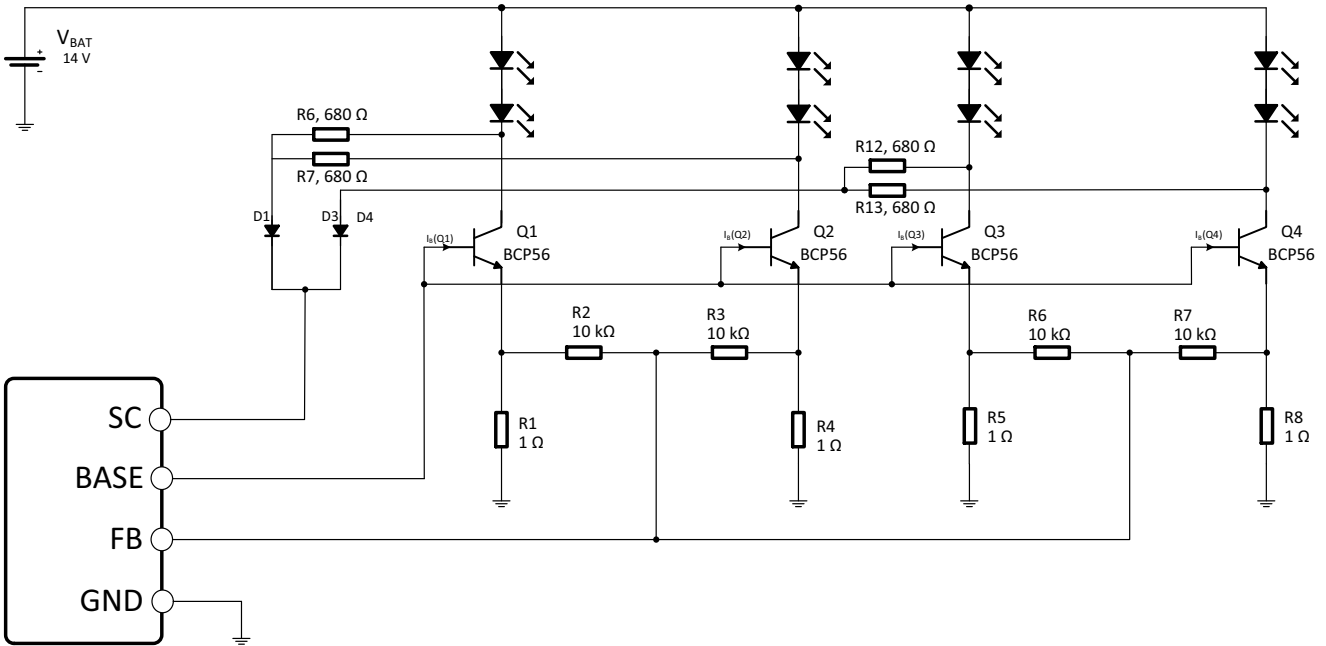 V_BAT
14 V
+
−
R6, 680 Ω
R7, 680 Ω
R12, 680 Ω
R13, 680 Ω
D1
D3
D4
I_B(Q1)
Q1
BCP56
I_B(Q2)
Q2
BCP56
I_B(Q3)
Q3
BCP56
I_B(Q4)
Q4
BCP56
R2
10 kΩ
R3
10 kΩ
R6
10 kΩ
R7
10 kΩ
R1
1 Ω
R4
1 Ω
R5
1 Ω
R8
1 Ω
SC
BASE
FB
GND